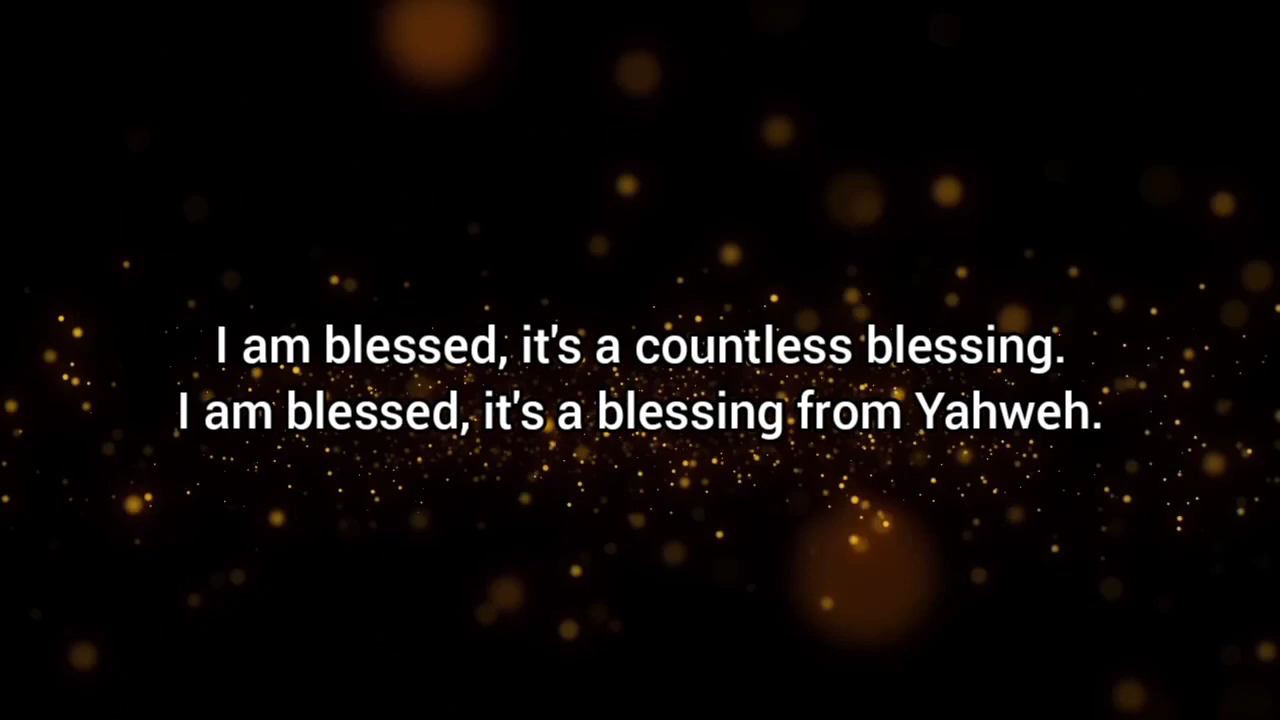 I am blessed, it's a countless blessing.
I am blessed, it's a blessing from Yahweh.